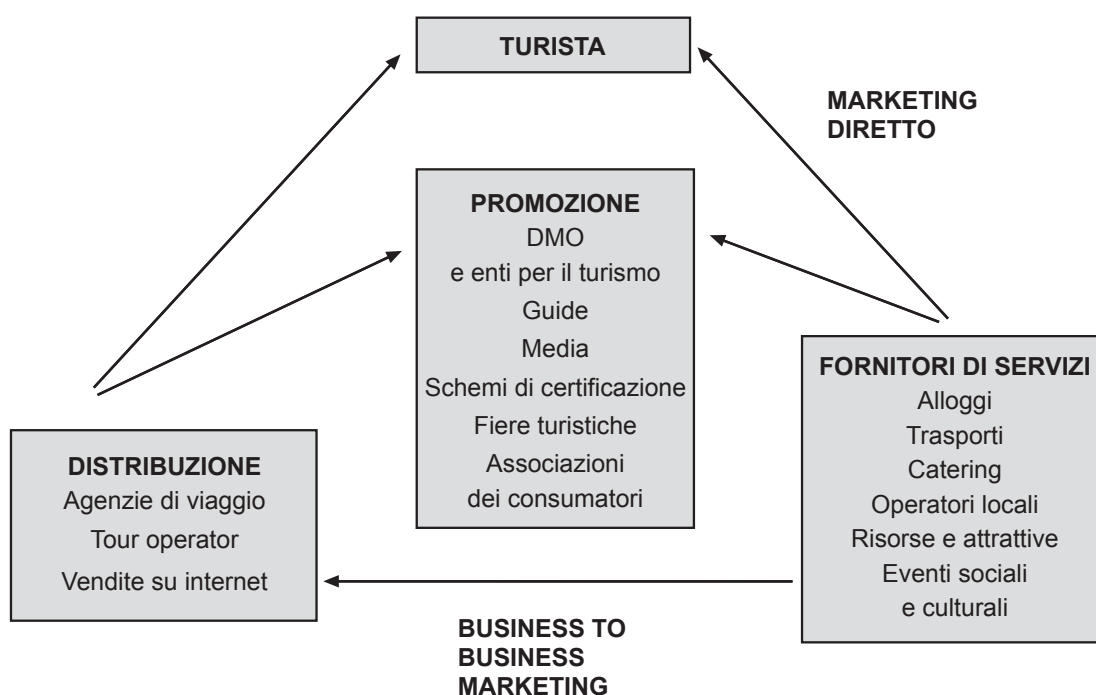 TURISTA
MARKETING
DIRETTO
PROMOZIONE
DMO
e enti per il turismo
Guide
Media
Schemi di certificazione
Fiere turistiche
Associazioni
dei consumatori
FORNITORI DI SERVIZI
Alloggi
Trasporti
Catering
Operatori locali
Risorse e attrattive
Eventi sociali
e culturali
DISTRIBUZIONE
Agenzie di viaggio
Tour operator
Vendite su internet
BUSINESS TO
BUSINESS
MARKETING